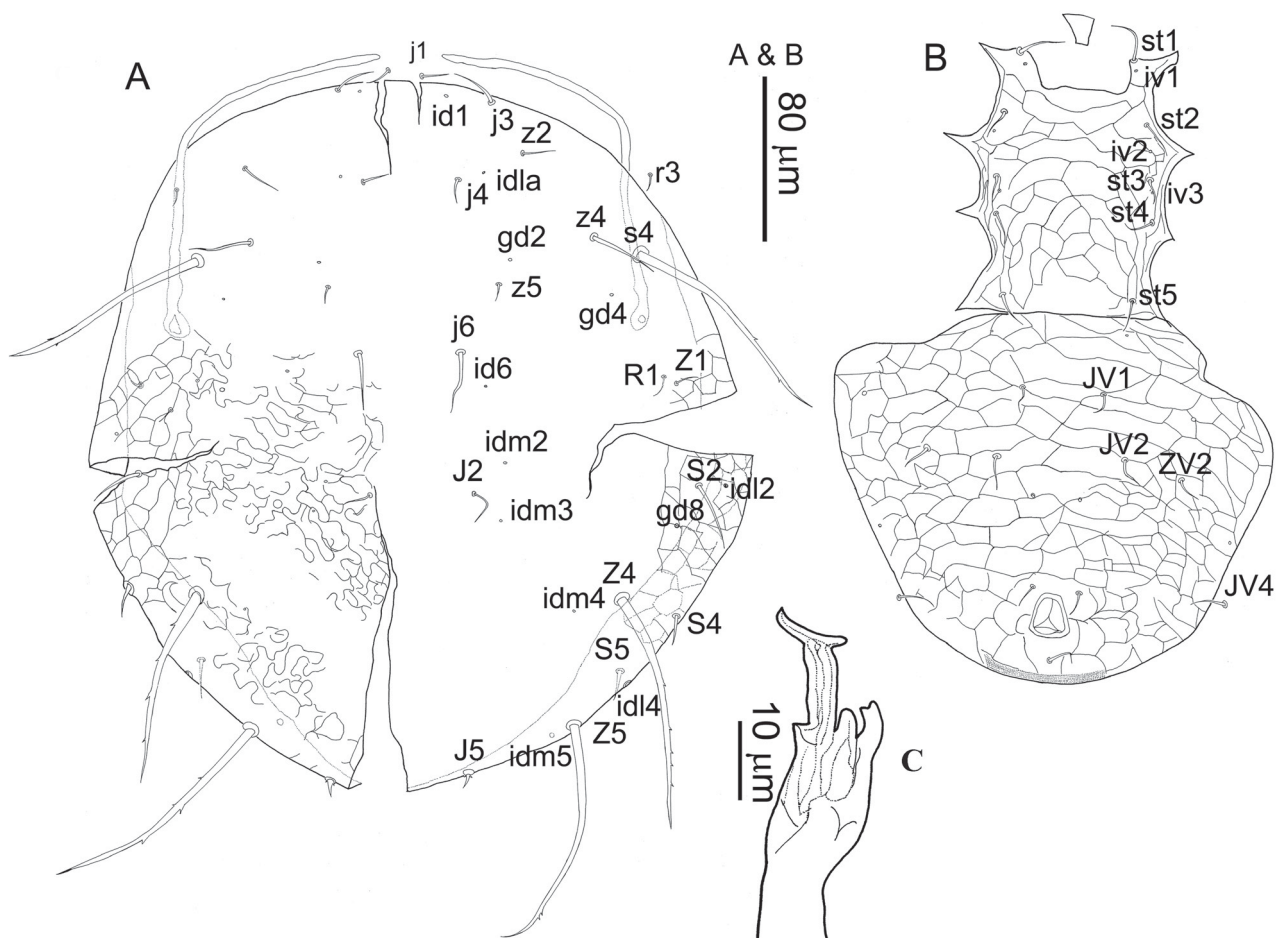 A
j1
id1
j3
z2
j4
idla
r3
z4
s4
gd2
z5
gd4
j6
id6
R1
Z1
idm2
J2
idm3
S2
idl2
gd8
Z4
idm4
S4
S5
idl4
Z5
J5
idm5
A & B
80 µm
B
st1
iv1
st2
iv2
st3
iv3
st4
st5
JV1
JV2
ZV2
JV4
10 µm
C